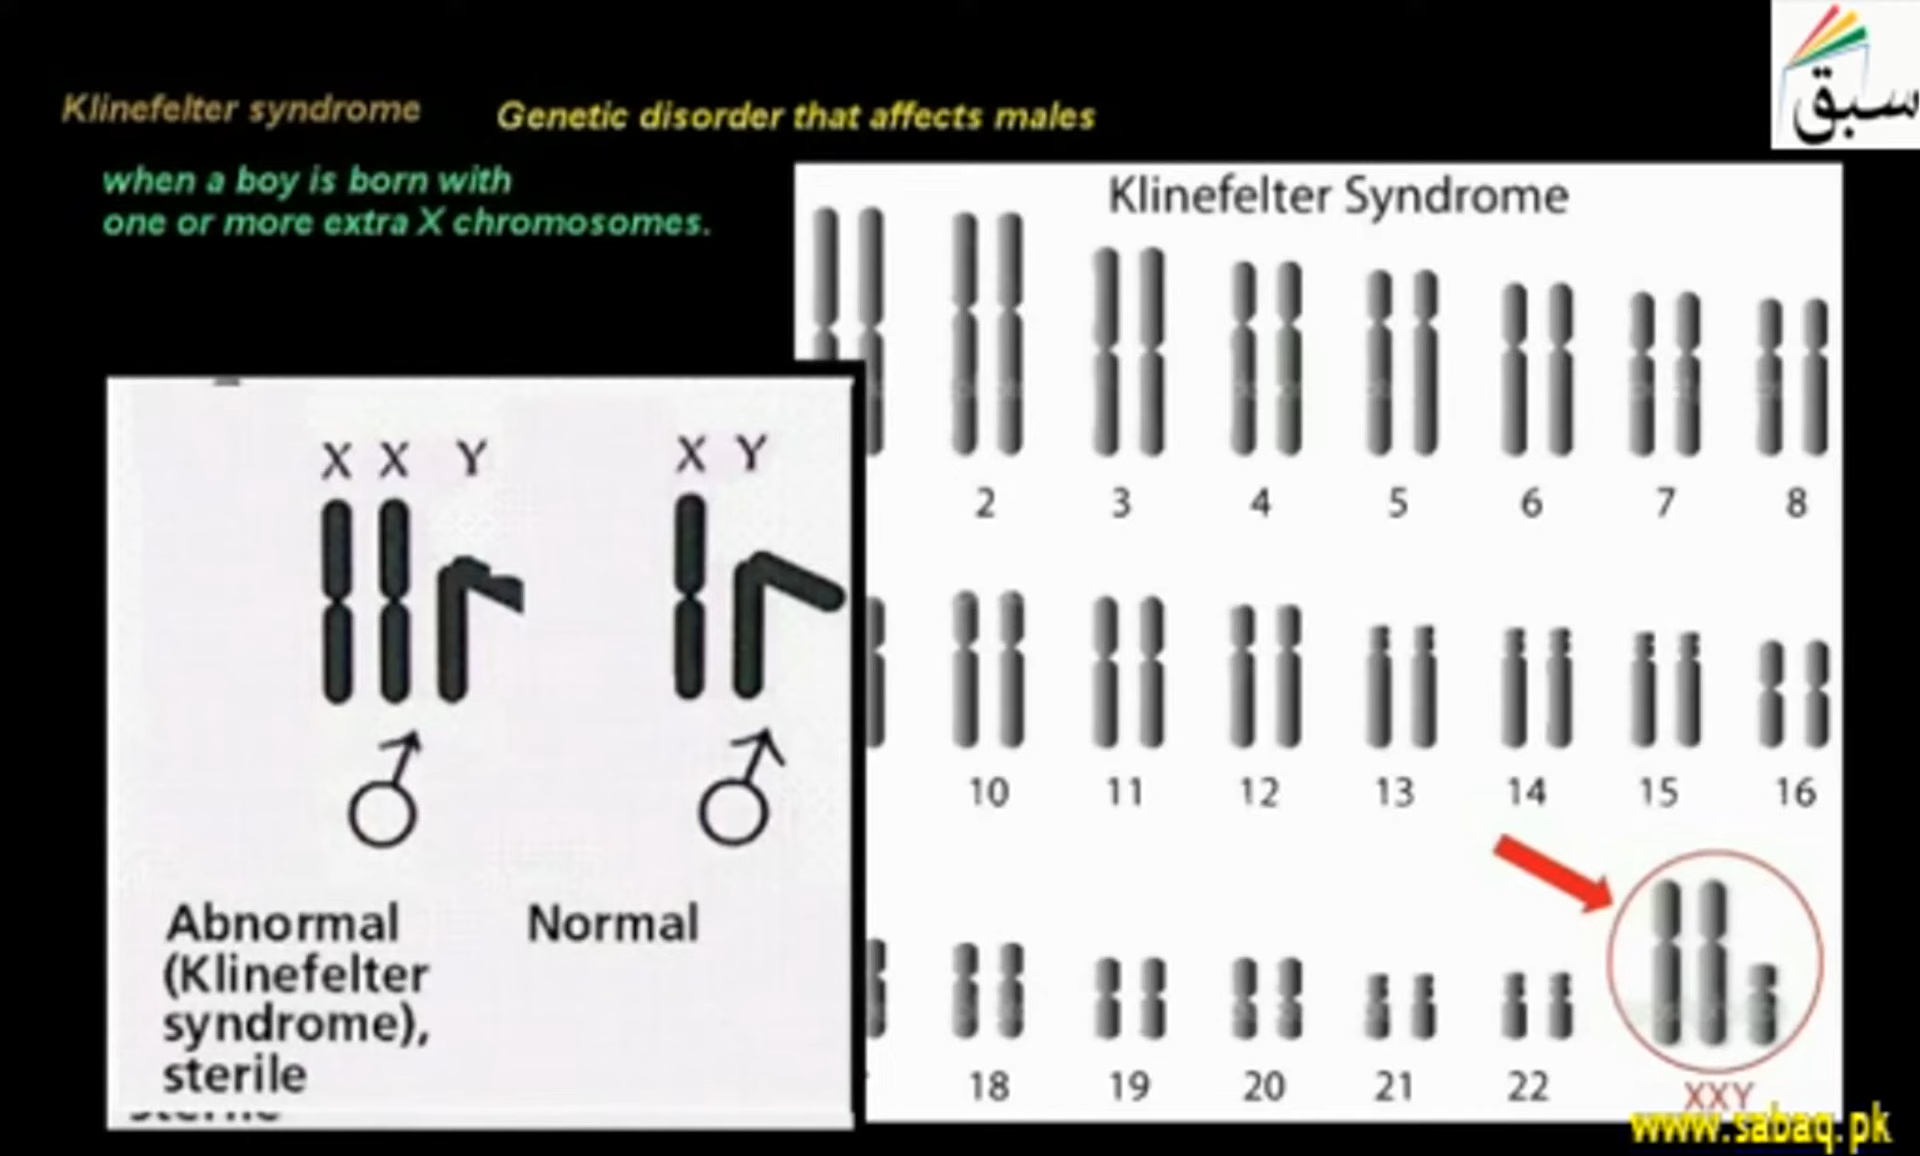 سبق
Klinefelter syndrome
Genetic disorder that affects males
when a boy is born with
one or more extra X chromosomes.
Klinefelter Syndrome
2 3 4 5 6 7 8
10 11 12 13 14 15 16
18 19 20 21 22 XXY
X X Y
X Y
Abnormal
(Klinefelter
syndrome),
sterile
Normal
www.sabaq.pk